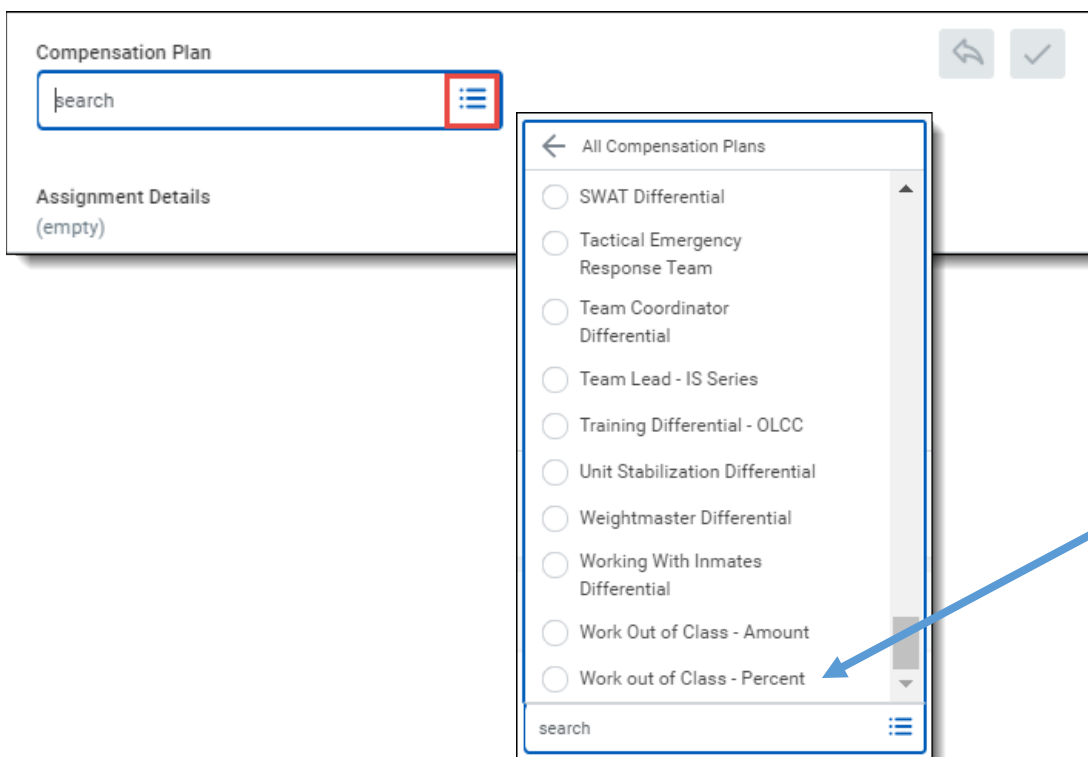 Compensation Plan
search
Assignment Details
(empty)
All Compensation Plans
SWAT Differential
Tactical Emergency
Response Team
Team Coordinator
Differential
Team Lead - IS Series
Training Differential - OLCC
Unit Stabilization Differential
Weightmaster Differential
Working With Inmates
Differential
Work Out of Class - Amount
Work out of Class - Percent
search